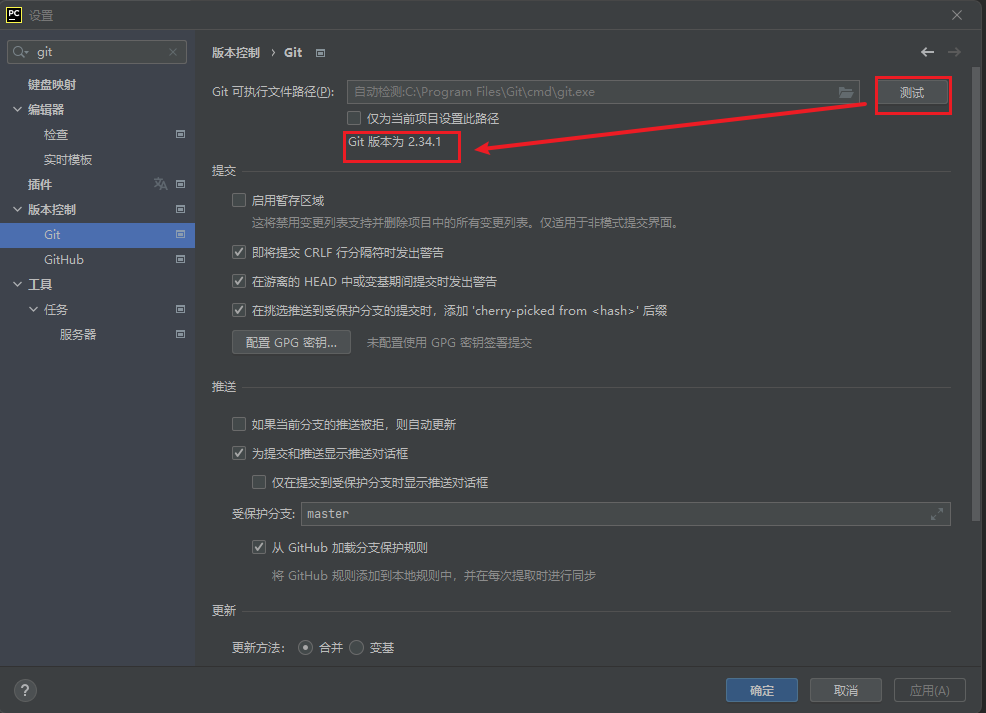 PC 设置
git
键盘映射
编辑器
检查
实时模板
插件
版本控制
Git
GitHub
工具
任务
服务器
版本控制 › Git
Git 可执行文件路径(P): 自动检测:C:\Program Files\Git\cmd\git.exe 测试
仅为当前项目设置此路径
Git 版本为 2.34.1
提交
启用暂存区域
这将禁用变更列表支持并删除项目中的所有变更列表。仅适用于非模式提交界面。
即将提交 CRLF 行分隔符时发出警告
在游离的 HEAD 中或变基期间提交时发出警告
在挑选推送到受保护分支的提交时，添加 'cherry-picked from <hash>' 后缀
配置 GPG 密钥... 未配置使用 GPG 密钥签署提交
推送
如果当前分支的推送被拒，则自动更新
为提交和推送显示推送对话框
仅在提交到受保护分支时显示推送对话框
受保护分支: master
从 GitHub 加载分支保护规则
将 GitHub 规则添加到本地规则中，并在每次提取时进行同步
更新
更新方法: 合并 变基
? 确定 取消 应用(A)